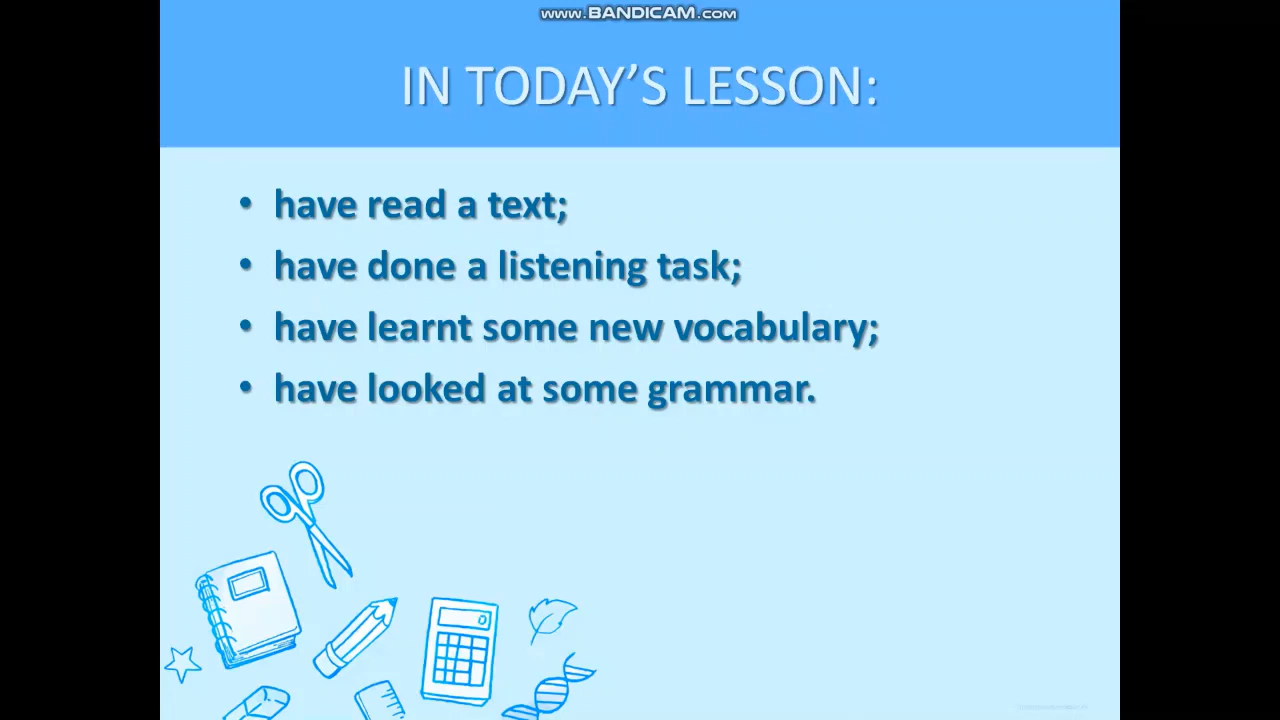 www.BANDICAM.com
IN TODAY’S LESSON:
• have read a text;
• have done a listening task;
• have learnt some new vocabulary;
• have looked at some grammar.
0